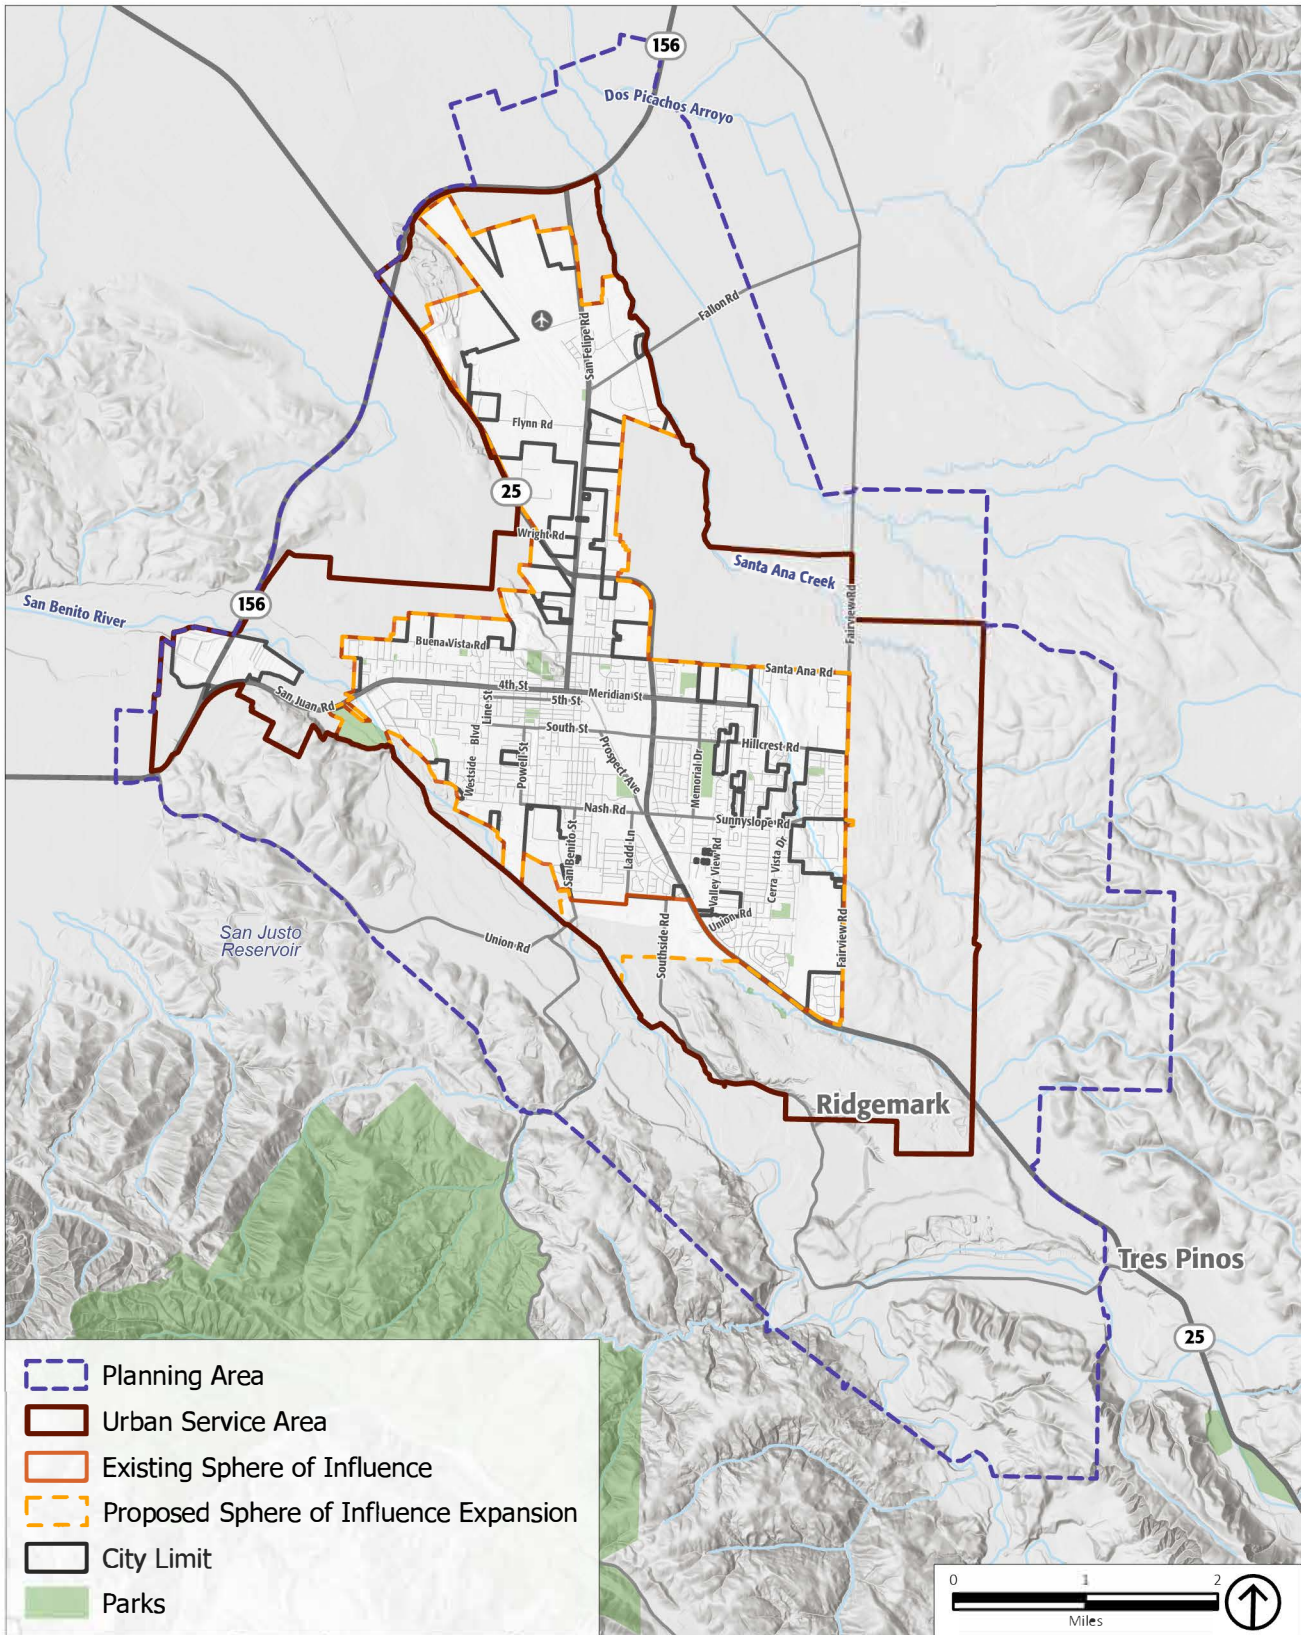 156
Dos Picachos Arroyo
Fallon Rd
San Felipe Rd
Flynn Rd
25
Wright Rd
Santa Ana Creek
Fairview Rd
156
San Benito River
Buena Vista Rd
Santa Ana Rd
4th St
Meridian St
5th St
San Juan Rd
Line St
South St
Hillcrest Rd
Westside Blvd
Powell St
Prospect Ave
Memorial Dr
Nash Rd
Sunnyslope Rd
San Benito St
Ladd Ln
Valley View Rd
Cerra Vista Dr
Union Rd
Fairview Rd
Southside Rd
Union Rd
San Justo
Reservoir
Ridgemark
Tres Pinos
25
Planning Area
Urban Service Area
Existing Sphere of Influence
Proposed Sphere of Influence Expansion
City Limit
Parks
0 1 2
Miles